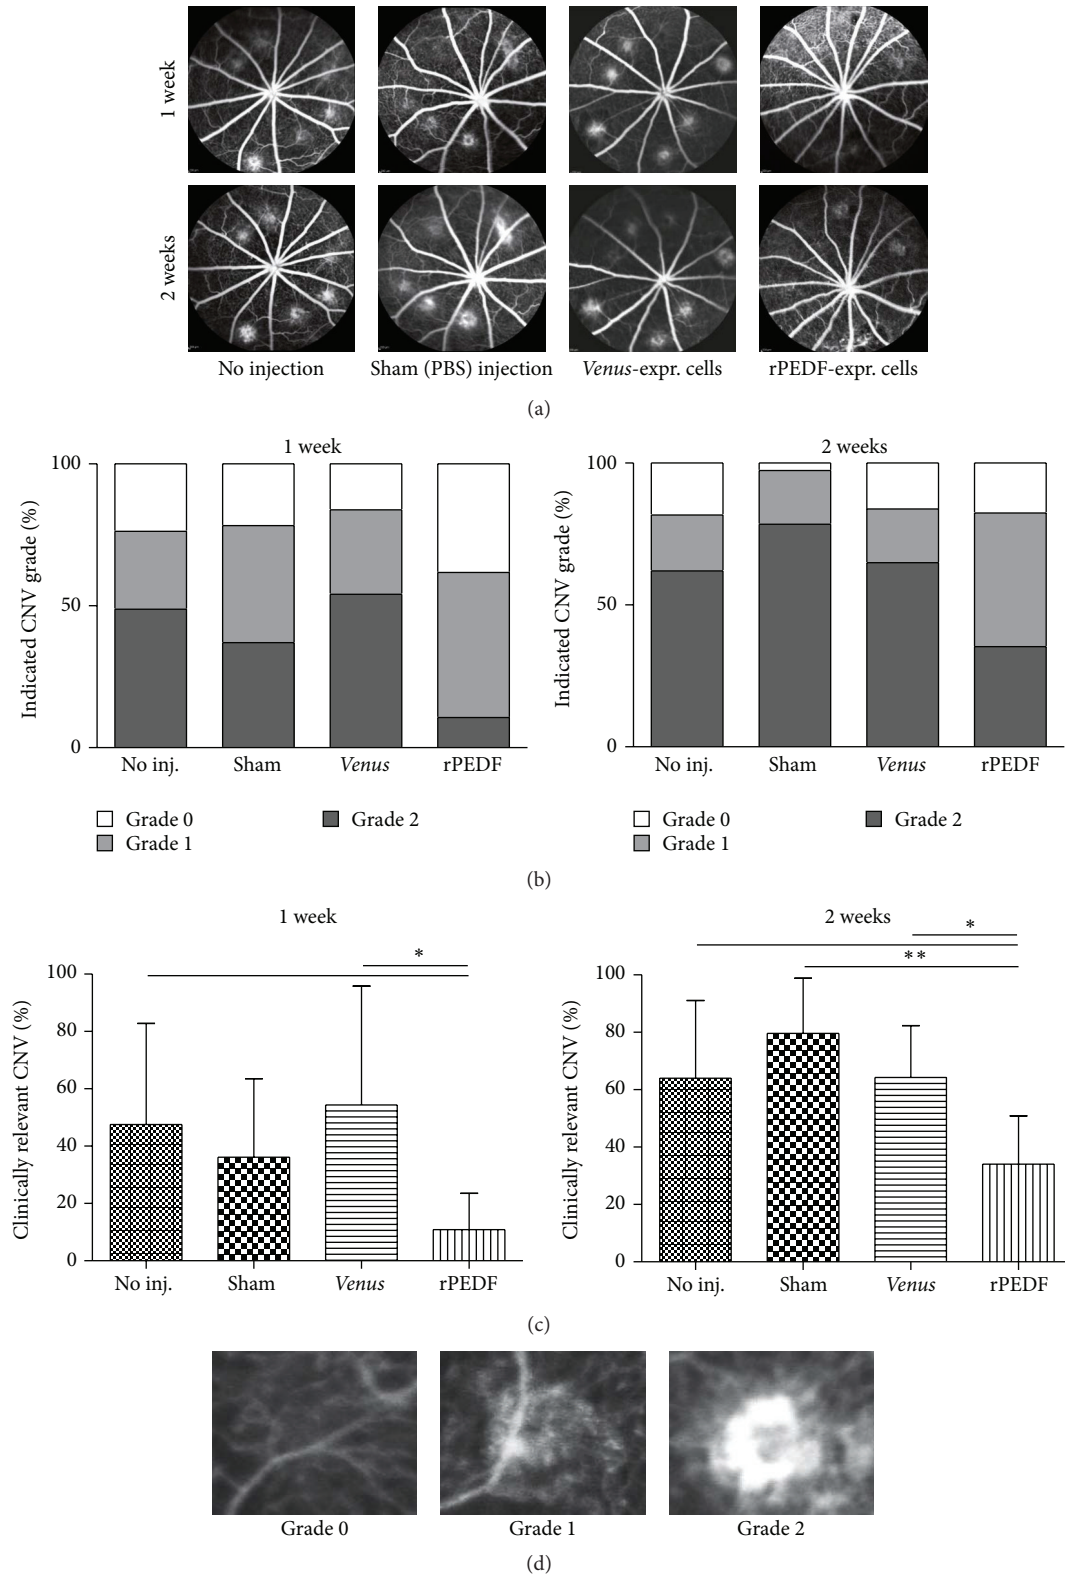 1 week
2 weeks
No injection
Sham (PBS) injection
Venus-expr. cells
rPEDF-expr. cells
(a)
1 week
Indicated CNV grade (%)
100
50
0
No inj.
Sham
Venus
rPEDF
Grade 0
Grade 1
Grade 2
2 weeks
Indicated CNV grade (%)
100
50
0
No inj.
Sham
Venus
rPEDF
Grade 0
Grade 1
Grade 2
(b)
1 week
Clinically relevant CNV (%)
100
80
60
40
20
0
*
No inj.
Sham
Venus
rPEDF
2 weeks
Clinically relevant CNV (%)
100
80
60
40
20
0
*
**
No inj.
Sham
Venus
rPEDF
(c)
Grade 0
Grade 1
Grade 2
(d)